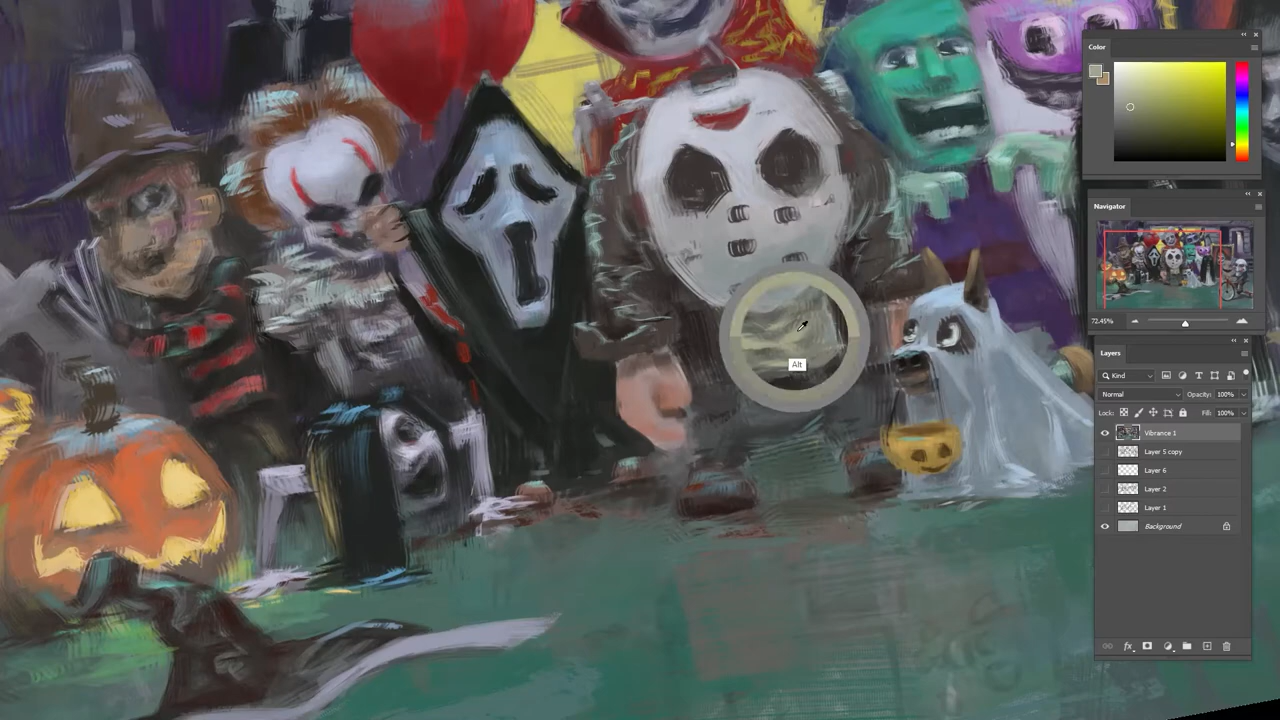 Color
Navigator
72.45%
Layers
Kind
Normal
Opacity: 100%
Lock:
Fill: 100%
Vibrance 1
Layer 5 copy
Layer 6
Layer 2
Layer 1
Background
fx
Alt